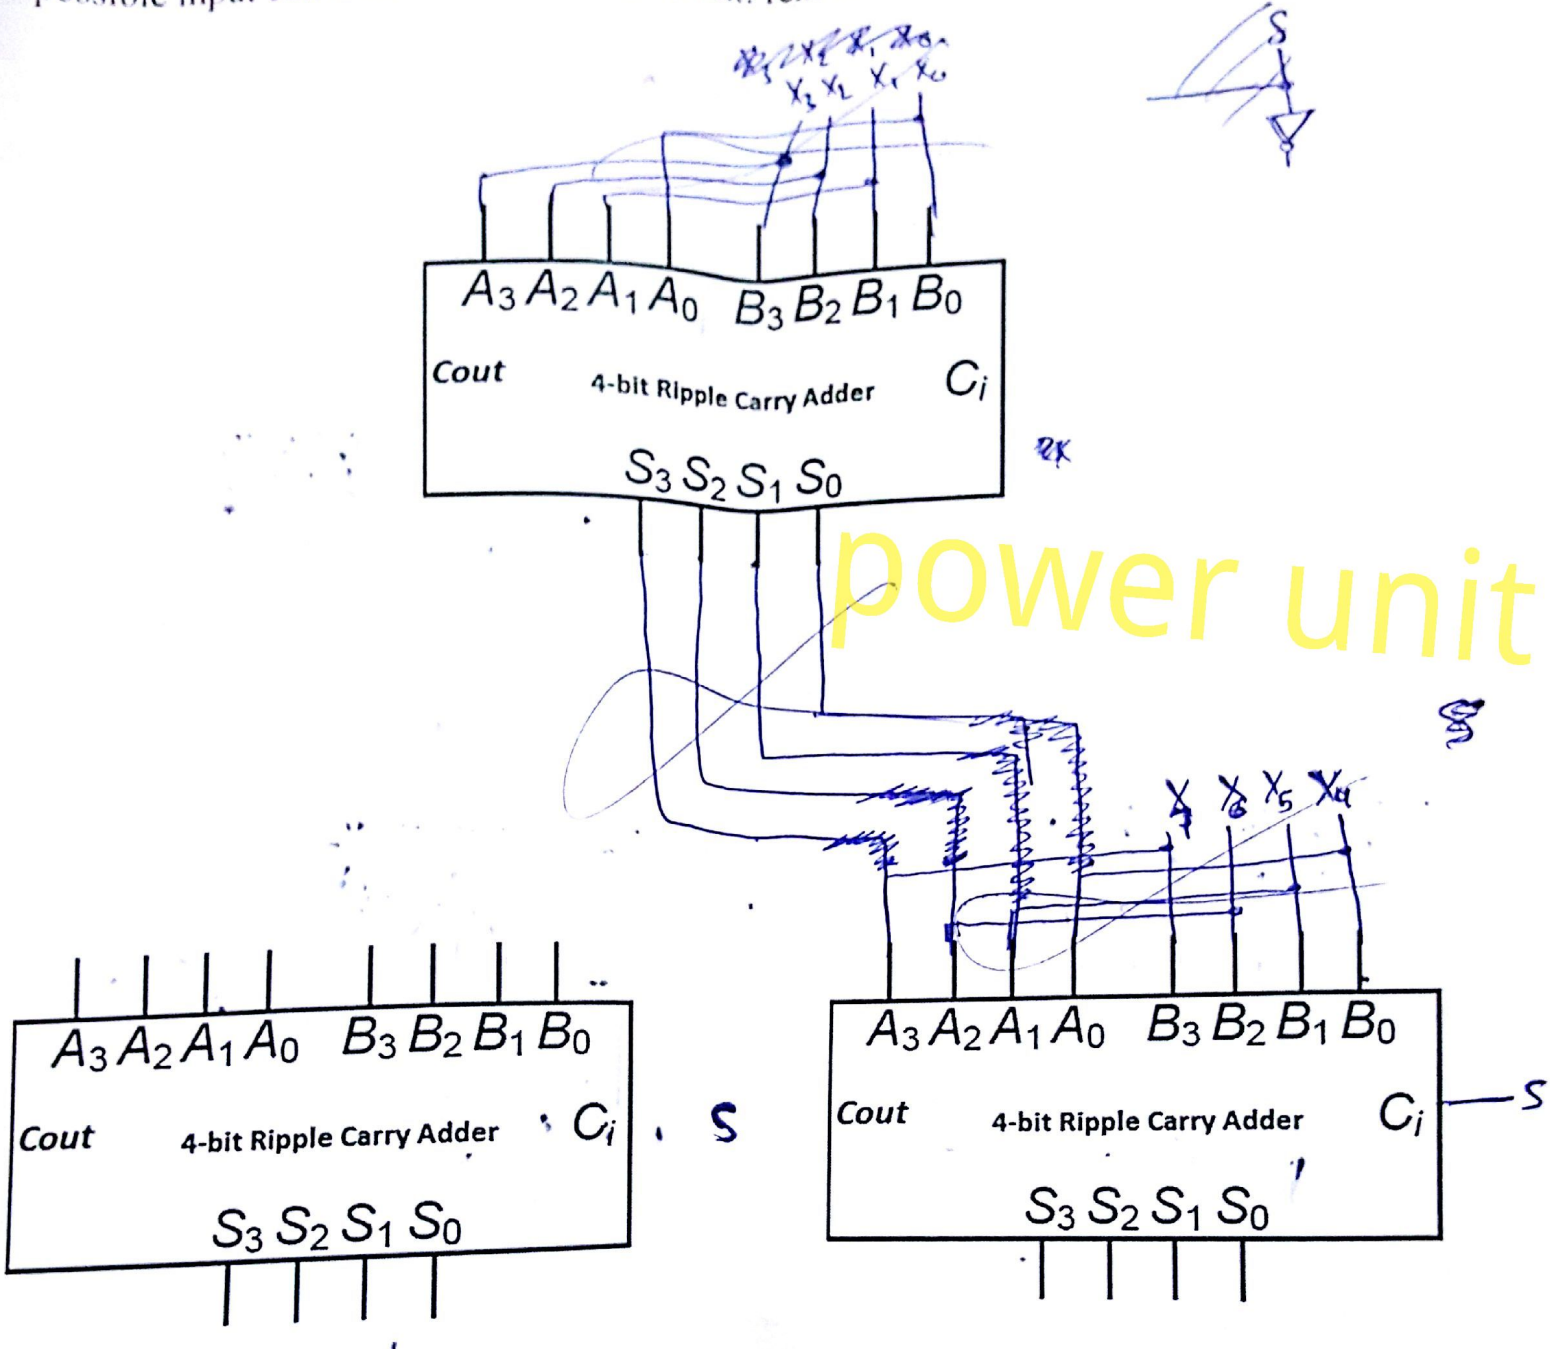 possible input
S
X3 X2 X1 X0
A3 A2 A1 A0 B3 B2 B1 B0
Cout 4-bit Ripple Carry Adder Ci
S3 S2 S1 S0
power unit
X7 X6 X5 X4
A3 A2 A1 A0 B3 B2 B1 B0
Cout 4-bit Ripple Carry Adder Ci S
S3 S2 S1 S0
A3 A2 A1 A0 B3 B2 B1 B0
Cout 4-bit Ripple Carry Adder Ci S
S3 S2 S1 S0